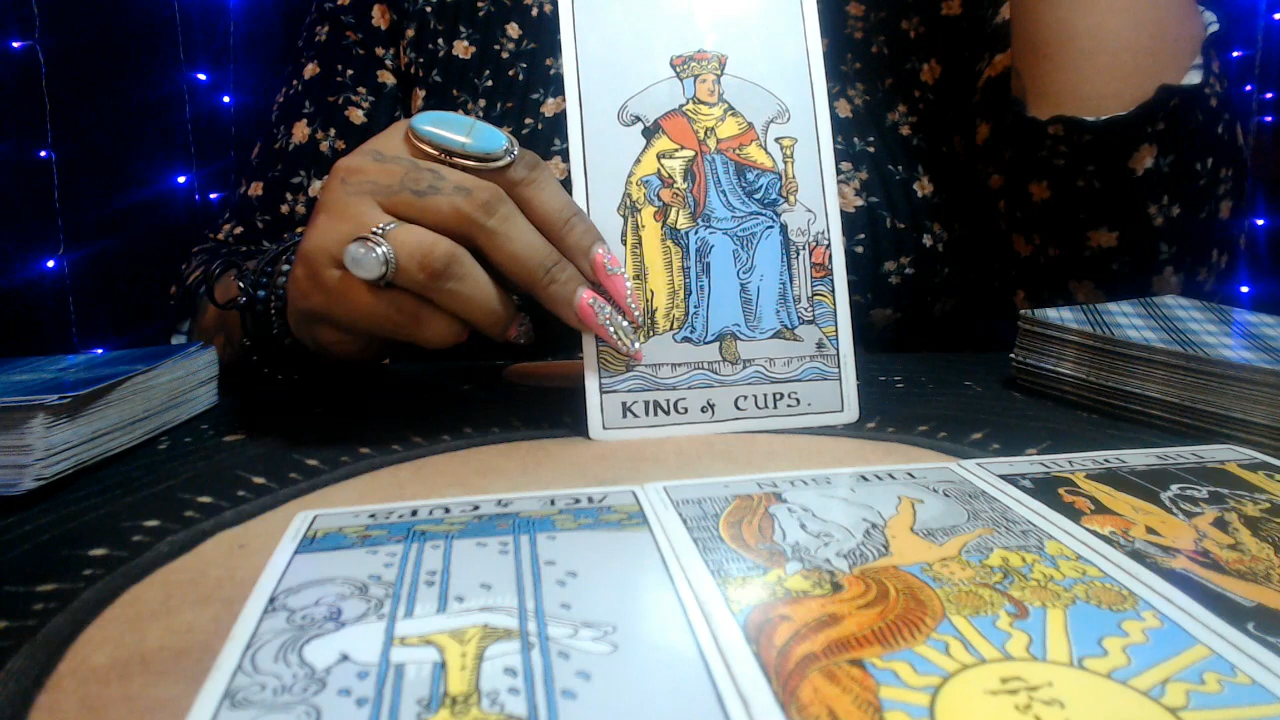 KING of CUPS.
ACE of CUPS.
THE SUN.
THE DEVIL.